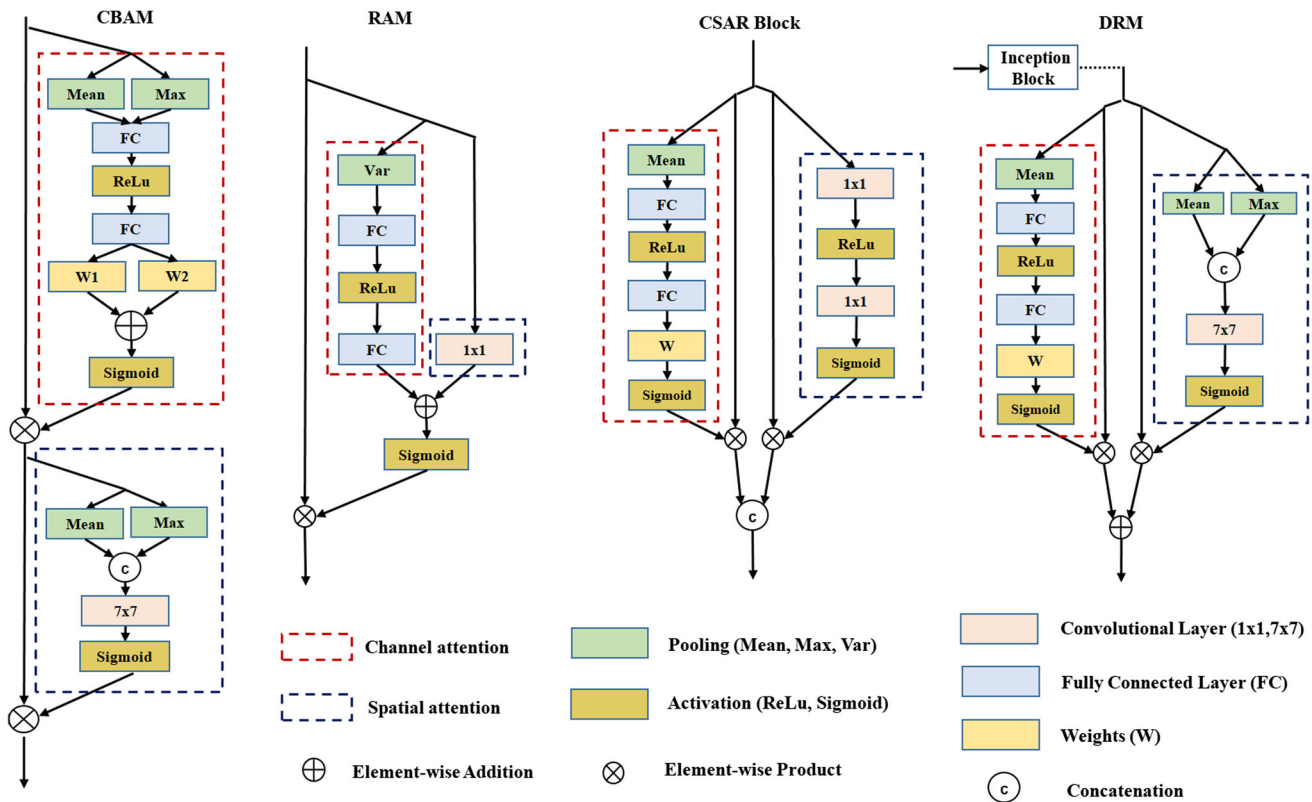 CBAM
Mean
Max
FC
ReLu
FC
W1
W2
Sigmoid
Mean
Max
C
7x7
Sigmoid
RAM
Var
FC
ReLu
FC
1x1
Sigmoid
CSAR Block
Mean
FC
ReLu
FC
W
Sigmoid
1x1
ReLu
1x1
Sigmoid
C
DRM
Inception
Block
Mean
FC
ReLu
FC
W
Sigmoid
Mean
Max
C
7x7
Sigmoid
Channel attention
Spatial attention
Element-wise Addition
Pooling (Mean, Max, Var)
Activation (ReLu, Sigmoid)
Element-wise Product
Convolutional Layer (1x1,7x7)
Fully Connected Layer (FC)
Weights (W)
C
Concatenation